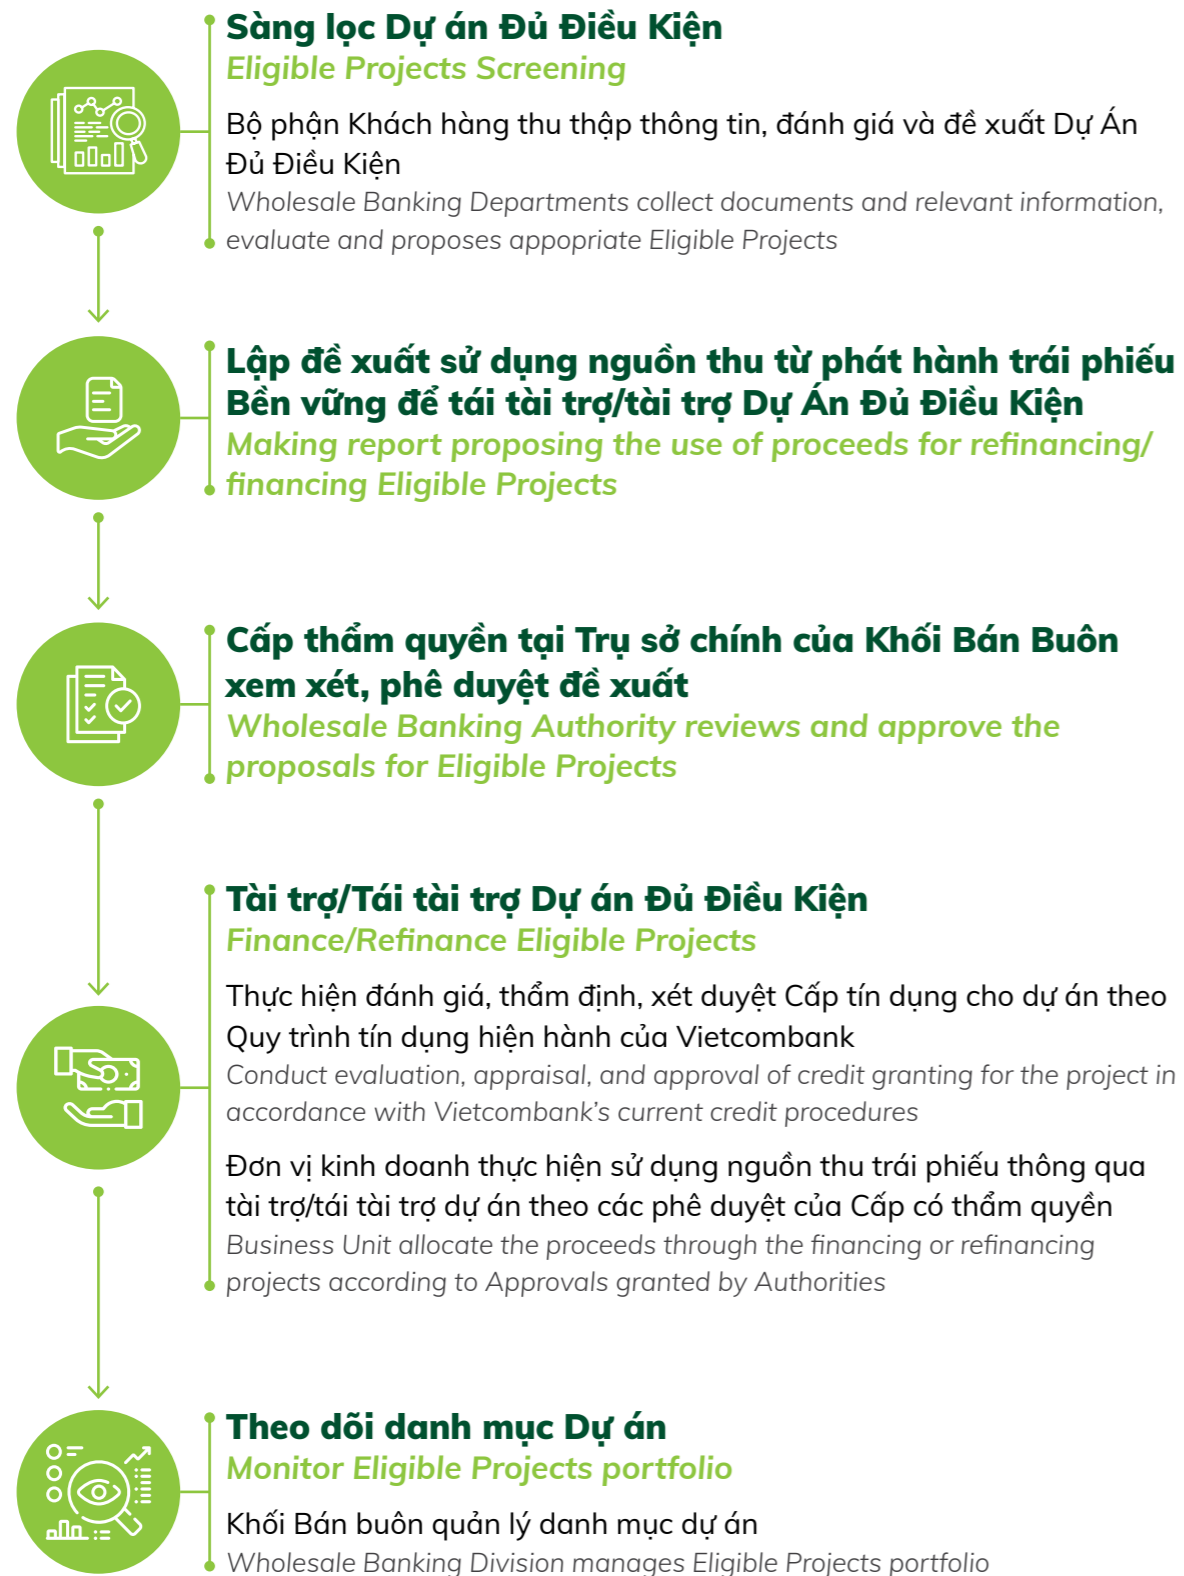 Sàng lọc Dự án Đủ Điều Kiện
Eligible Projects Screening
Bộ phận Khách hàng thu thập thông tin, đánh giá và đề xuất Dự Án
Đủ Điều Kiện
Wholesale Banking Departments collect documents and relevant information,
evaluate and proposes appopriate Eligible Projects
Lập đề xuất sử dụng nguồn thu từ phát hành trái phiếu
Bền vững để tái tài trợ/tài trợ Dự Án Đủ Điều Kiện
Making report proposing the use of proceeds for refinancing/
financing Eligible Projects
Cấp thẩm quyền tại Trụ sở chính của Khối Bán Buôn
xem xét, phê duyệt đề xuất
Wholesale Banking Authority reviews and approve the
proposals for Eligible Projects
Tài trợ/Tái tài trợ Dự án Đủ Điều Kiện
Finance/Refinance Eligible Projects
Thực hiện đánh giá, thẩm định, xét duyệt Cấp tín dụng cho dự án theo
Quy trình tín dụng hiện hành của Vietcombank
Conduct evaluation, appraisal, and approval of credit granting for the project in
accordance with Vietcombank’s current credit procedures
Đơn vị kinh doanh thực hiện sử dụng nguồn thu trái phiếu thông qua
tài trợ/tái tài trợ dự án theo các phê duyệt của Cấp có thẩm quyền
Business Unit allocate the proceeds through the financing or refinancing
projects according to Approvals granted by Authorities
Theo dõi danh mục Dự án
Monitor Eligible Projects portfolio
Khối Bán buôn quản lý danh mục dự án
Wholesale Banking Division manages Eligible Projects portfolio